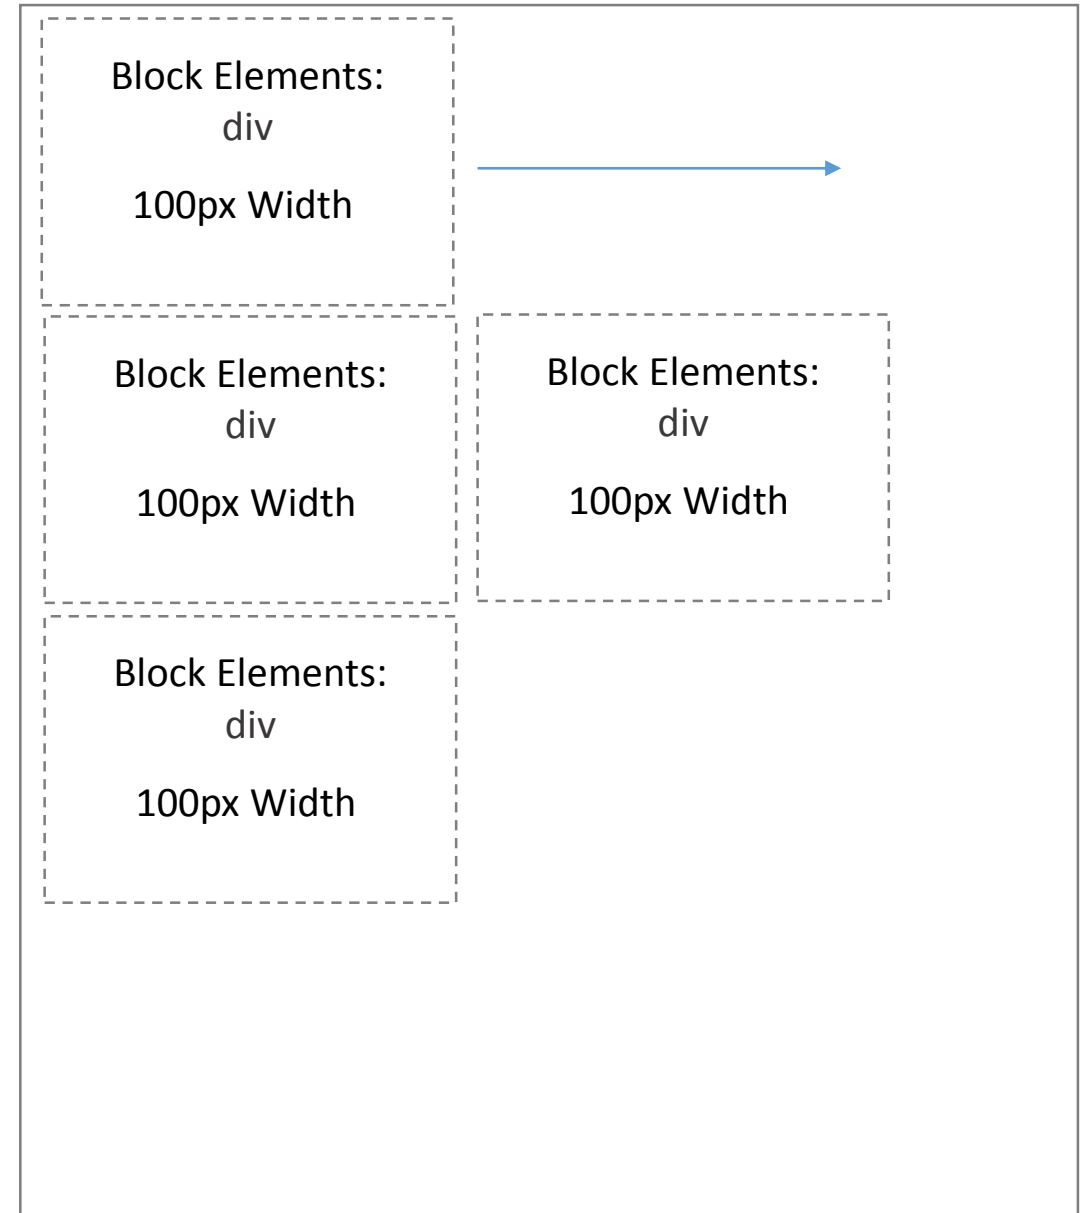 Block Elements:
div
100px Width
Block Elements:
div
100px Width
Block Elements:
div
100px Width
Block Elements:
div
100px Width